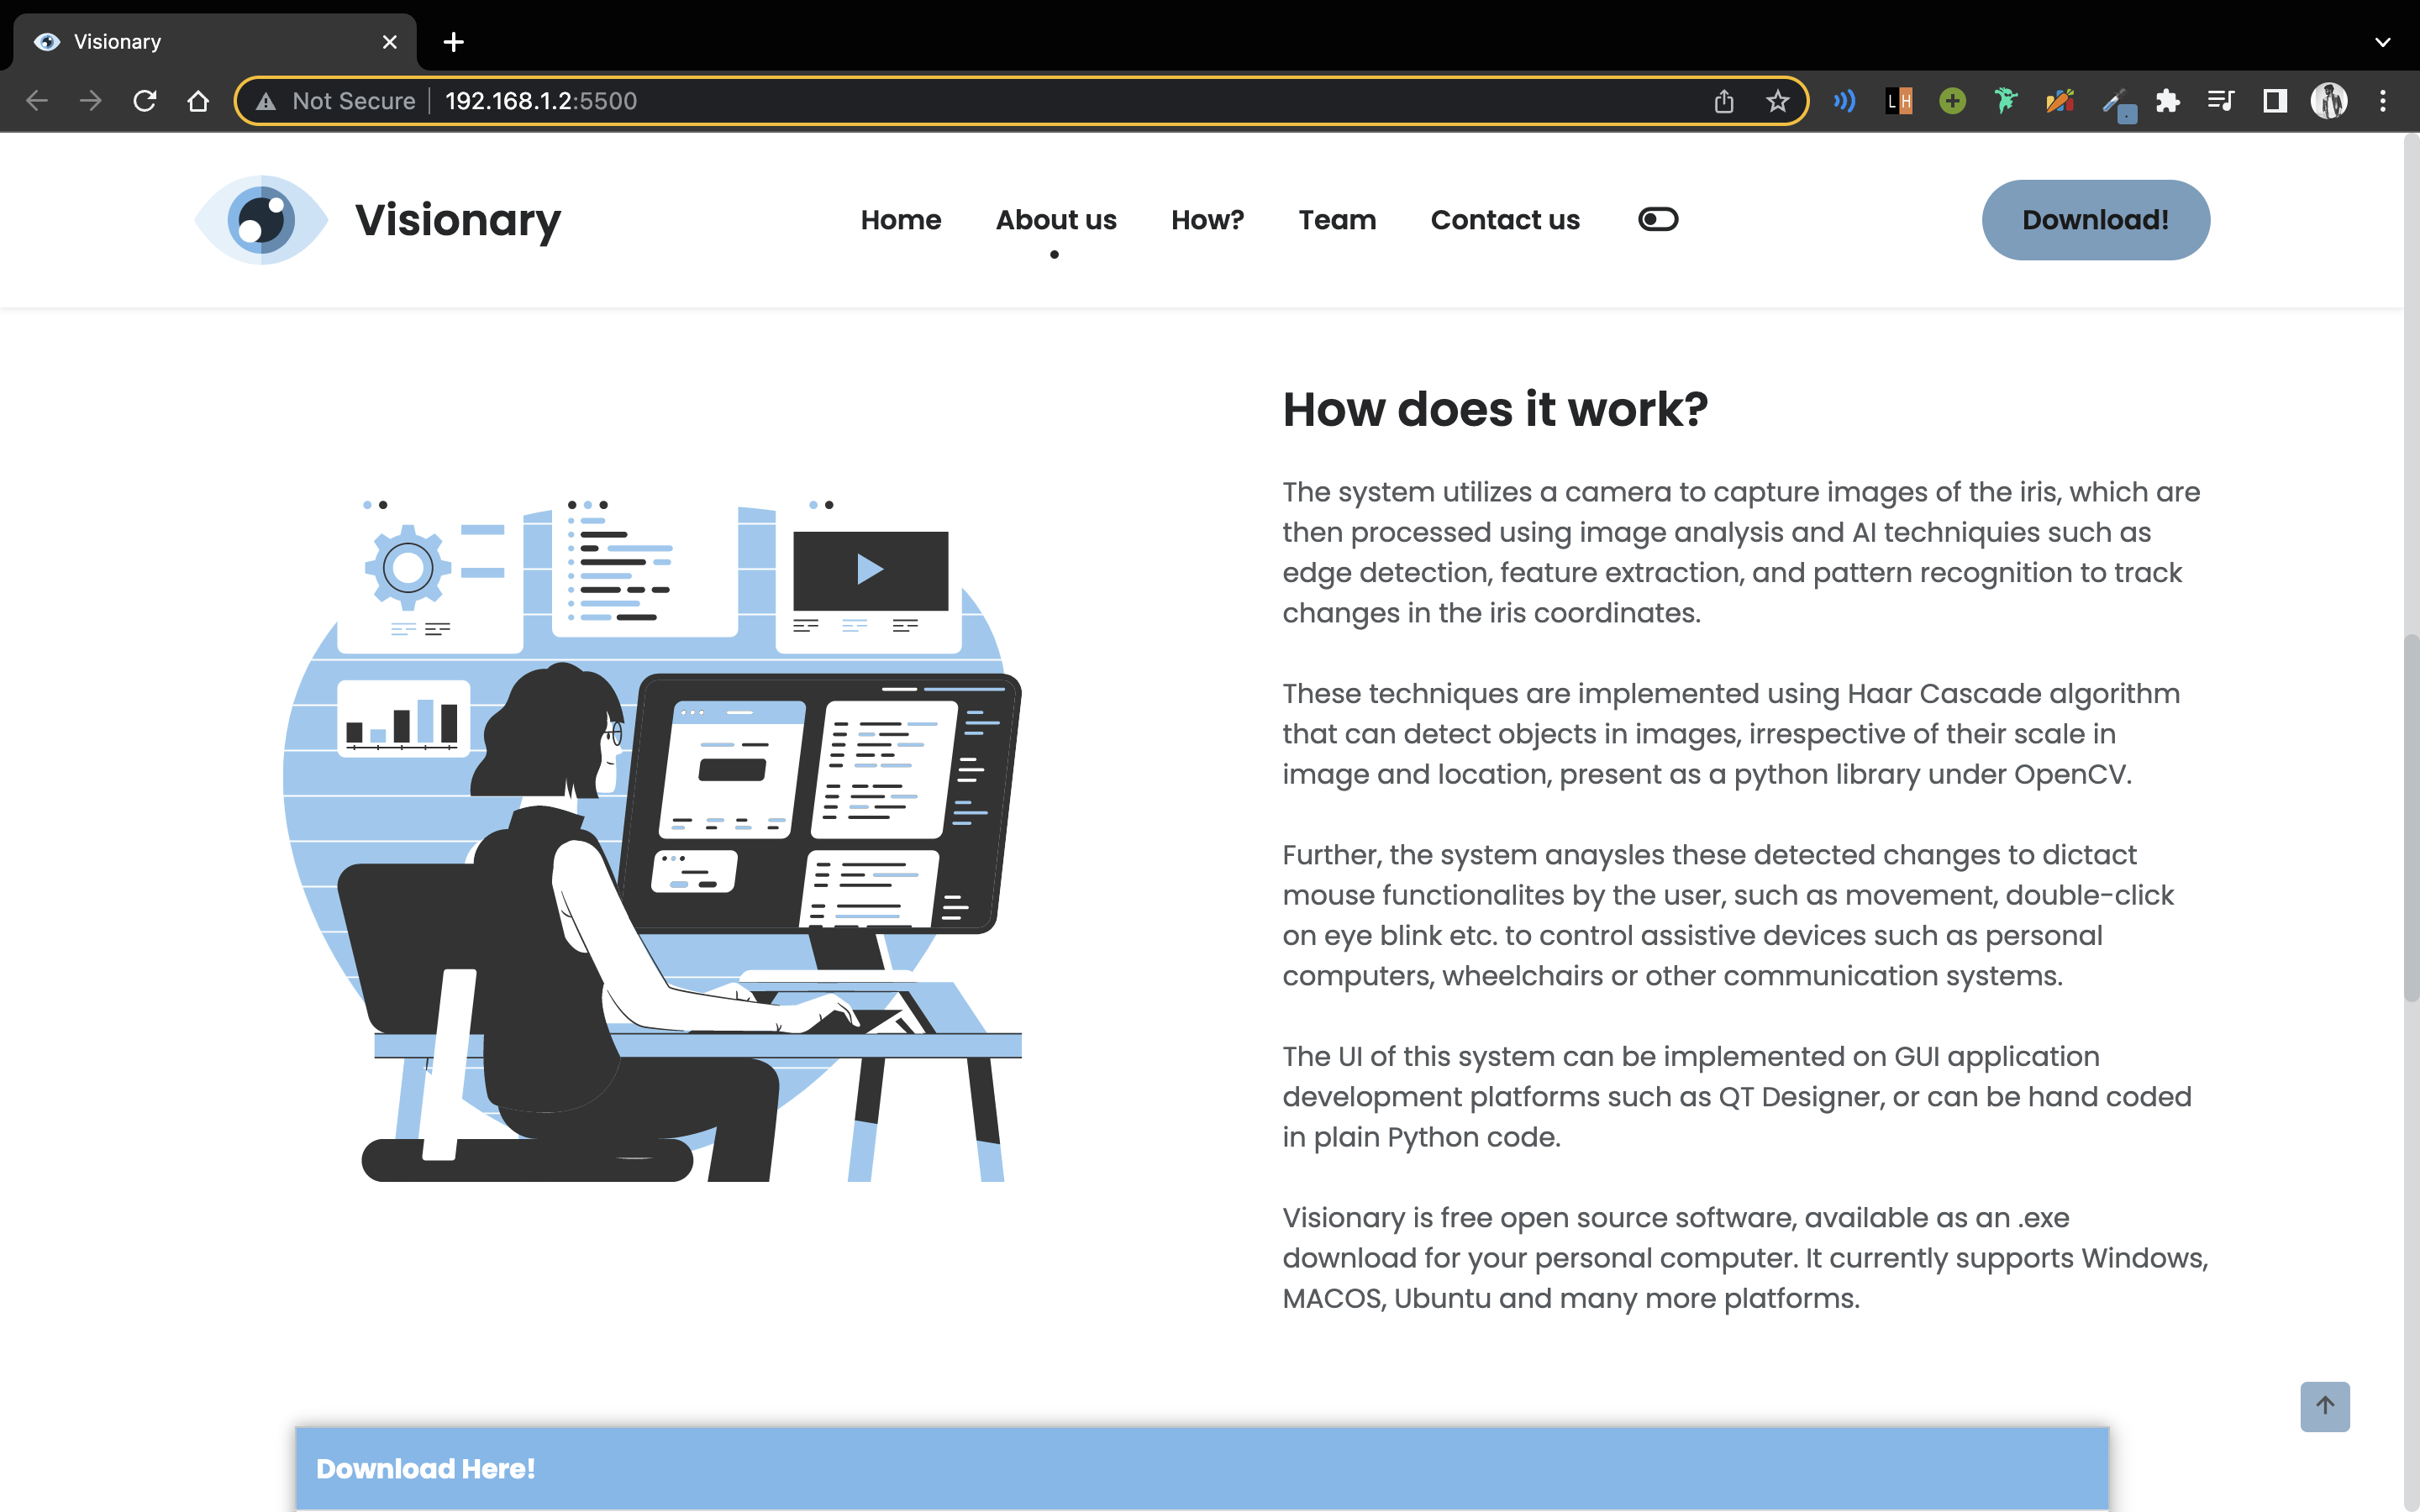 Visionary
Not Secure | 192.168.1.2:5500
LH
Visionary
Home
About us
How?
Team
Contact us
Download!
How does it work?
The system utilizes a camera to capture images of the iris, which are
then processed using image analysis and AI techniquies such as
edge detection, feature extraction, and pattern recognition to track
changes in the iris coordinates.
These techniques are implemented using Haar Cascade algorithm
that can detect objects in images, irrespective of their scale in
image and location, present as a python library under OpenCV.
Further, the system anaysles these detected changes to dictact
mouse functionalites by the user, such as movement, double-click
on eye blink etc. to control assistive devices such as personal
computers, wheelchairs or other communication systems.
The UI of this system can be implemented on GUI application
development platforms such as QT Designer, or can be hand coded
in plain Python code.
Visionary is free open source software, available as an .exe
download for your personal computer. It currently supports Windows,
MACOS, Ubuntu and many more platforms.
Download Here!